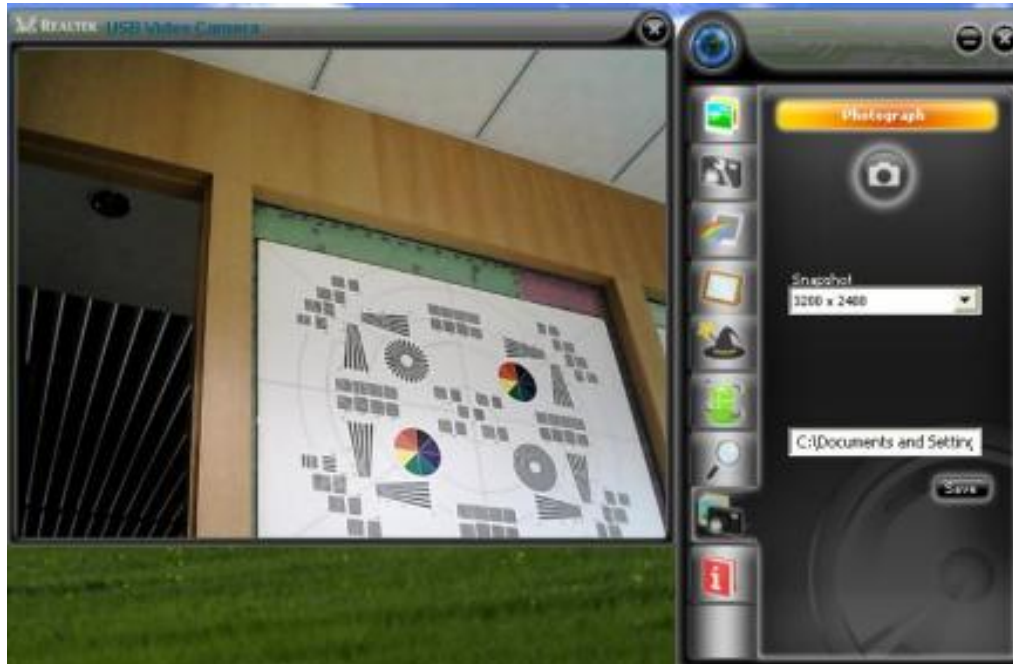 REALTEK USB Video Camera
Photograph
Snapshot
3200 x 2400
C:\Documents and Setting
Save